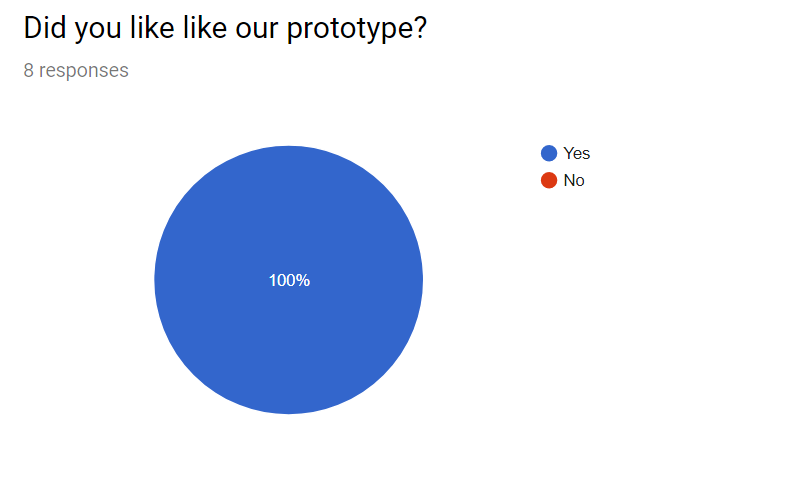 Did you like like our prototype?
8 responses
Yes
No
100%